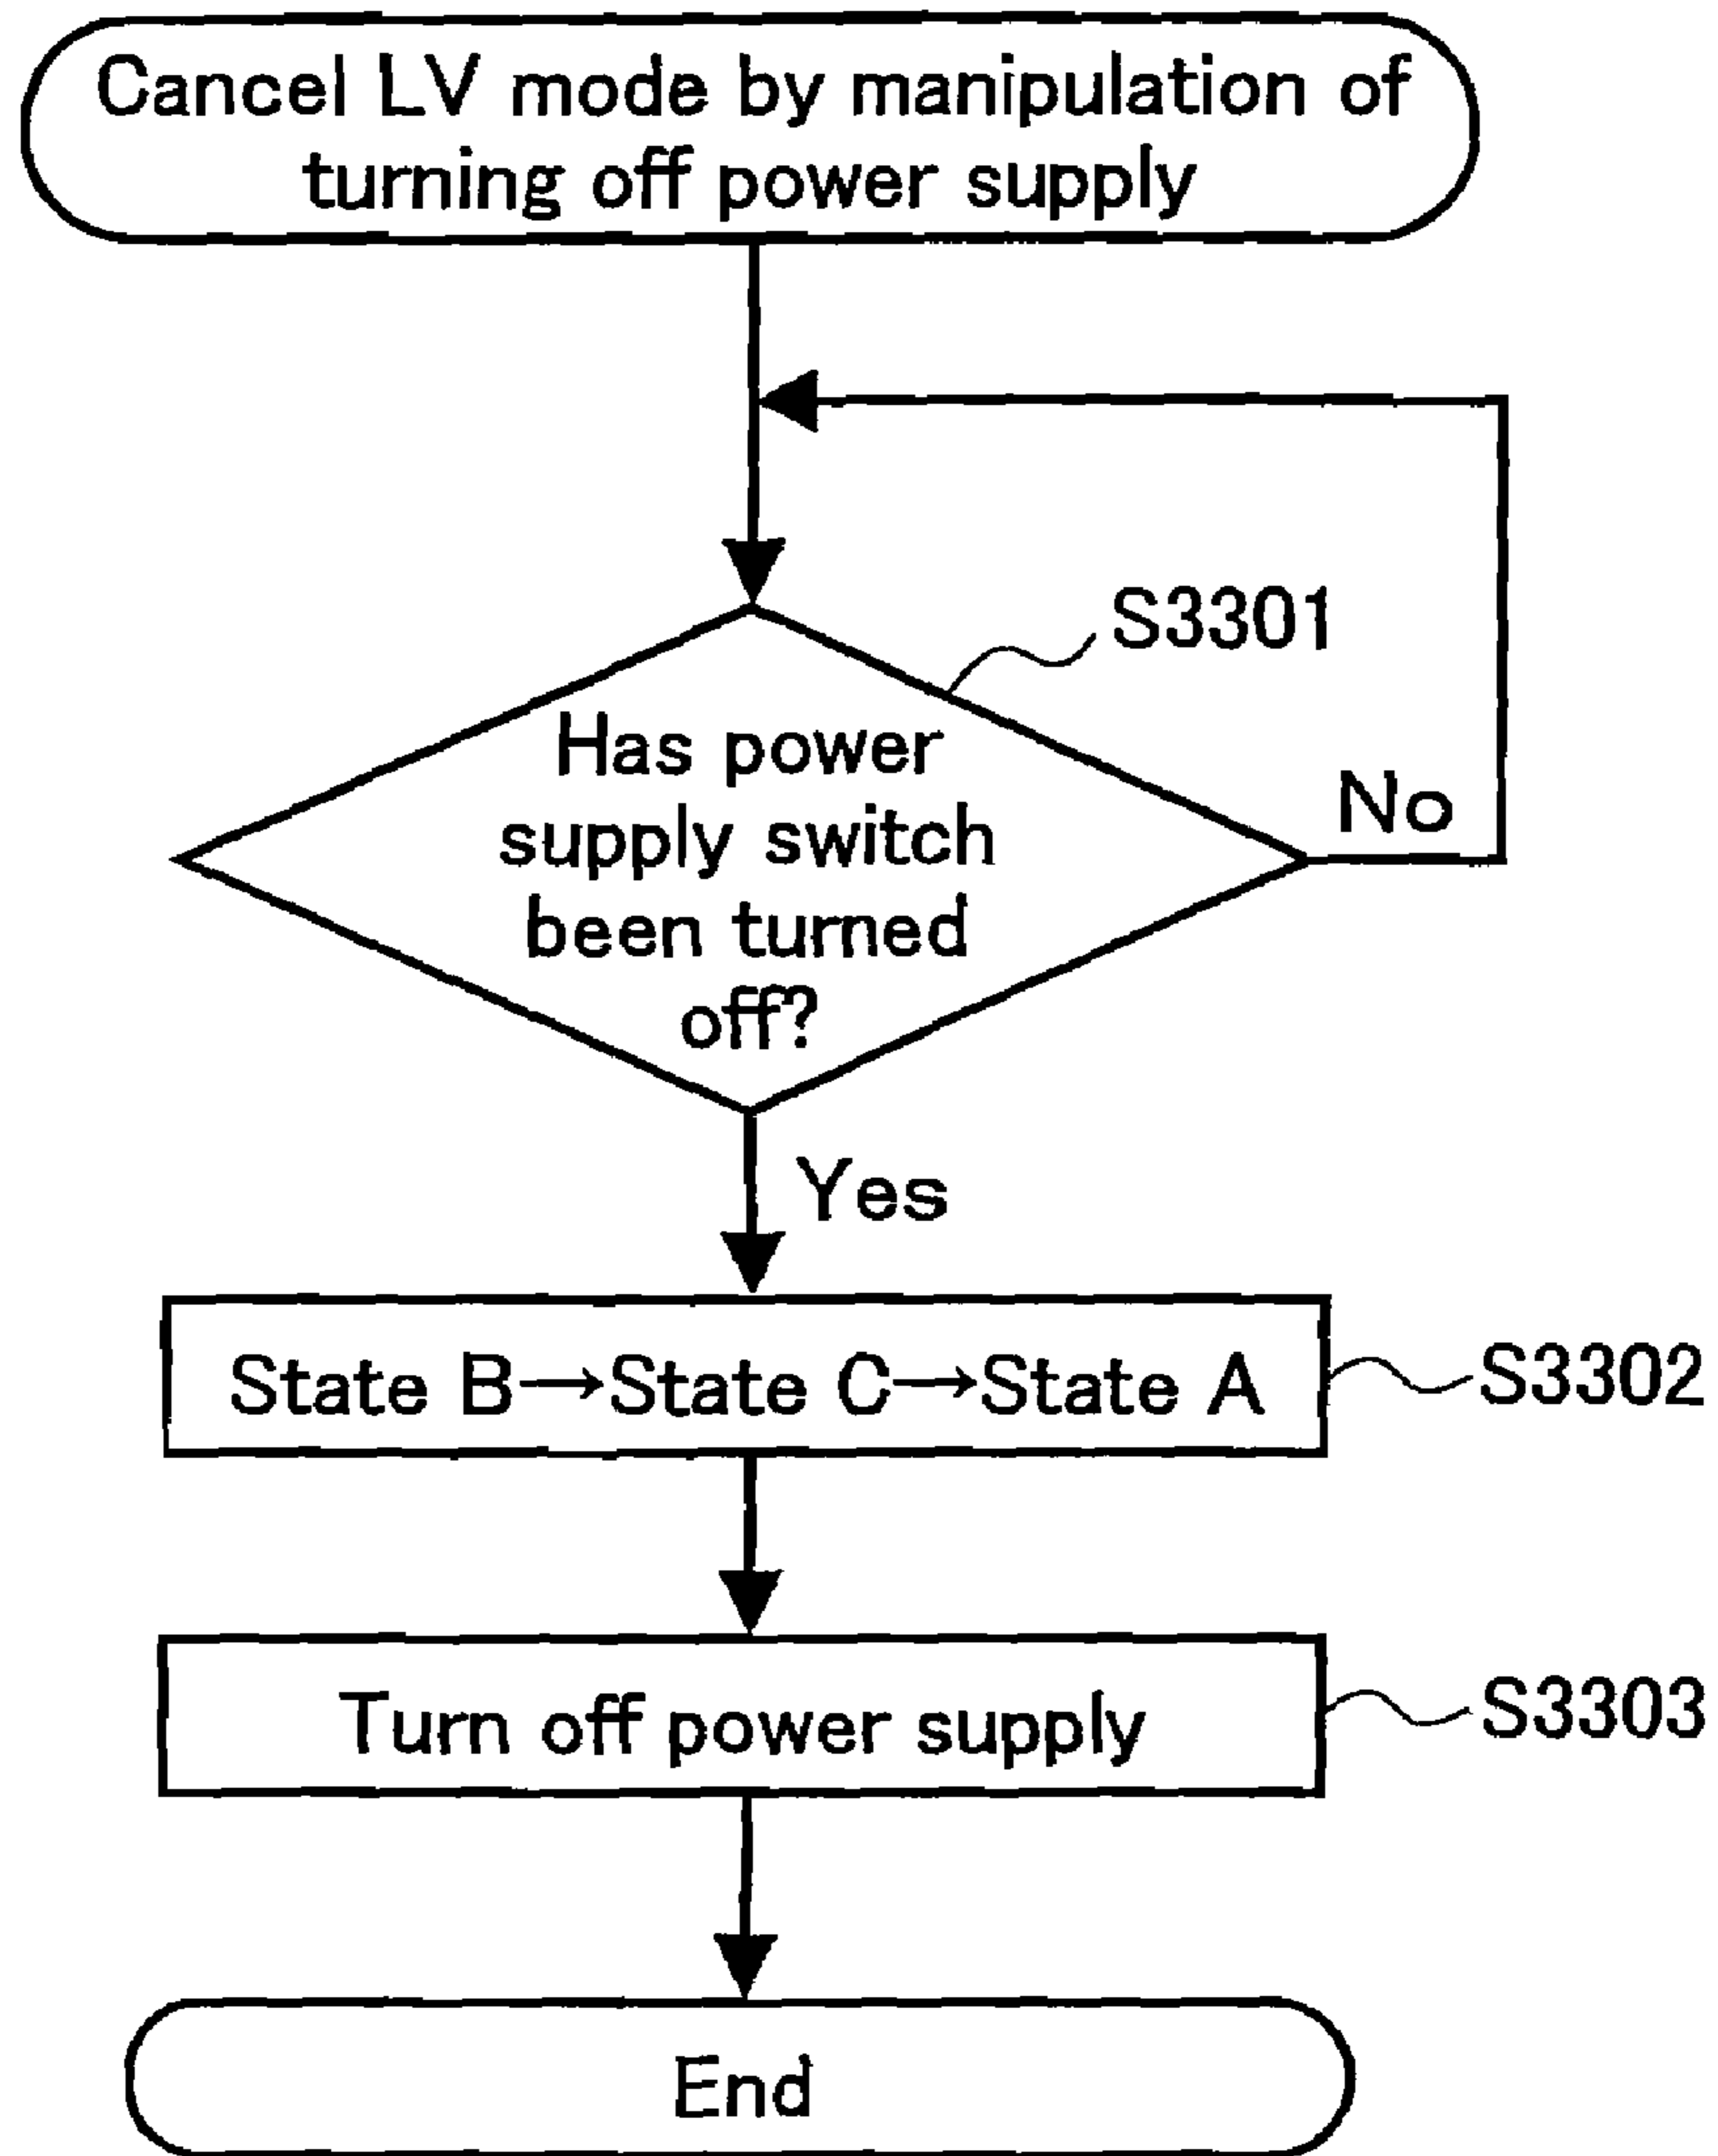 Cancel LV mode by manipulation of
turning off power supply
S3301
Has power
supply switch
been turned
off?
No
Yes
State B→State C→State A
S3302
Turn off power supply
S3303
End